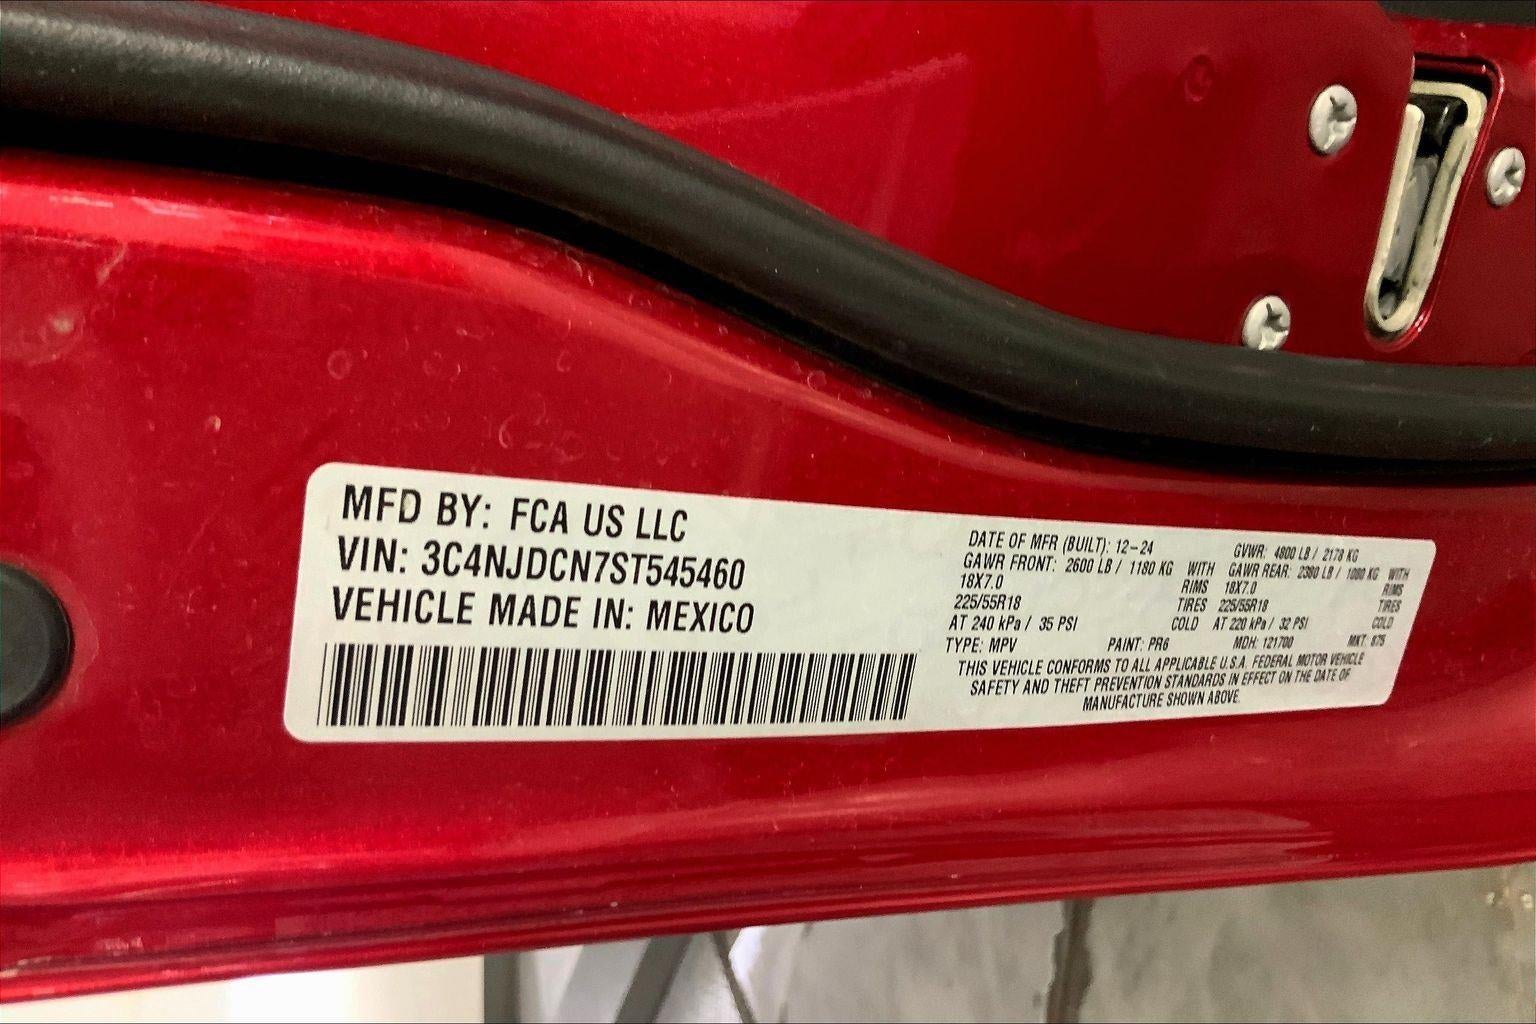 MFD BY: FCA US LLC
VIN: 3C4NJDCN7ST545460
VEHICLE MADE IN: MEXICO
DATE OF MFR (BUILT): 12-24 GVWR: 4800 LB / 2178 KG
GAWR FRONT: 2600 LB / 1180 KG WITH GAWR REAR: 2380 LB / 1080 KG WITH
18X7.0 RIMS 18X7.0 RIMS
225/55R18 TIRES 225/55R18 TIRES
AT 240 kPa / 35 PSI COLD AT 220 kPa / 32 PSI COLD
TYPE: MPV PAINT: PR6 MDH: 121700 MKT: 875
THIS VEHICLE CONFORMS TO ALL APPLICABLE U.S.A. FEDERAL MOTOR VEHICLE
SAFETY AND THEFT PREVENTION STANDARDS IN EFFECT ON THE DATE OF
MANUFACTURE SHOWN ABOVE.